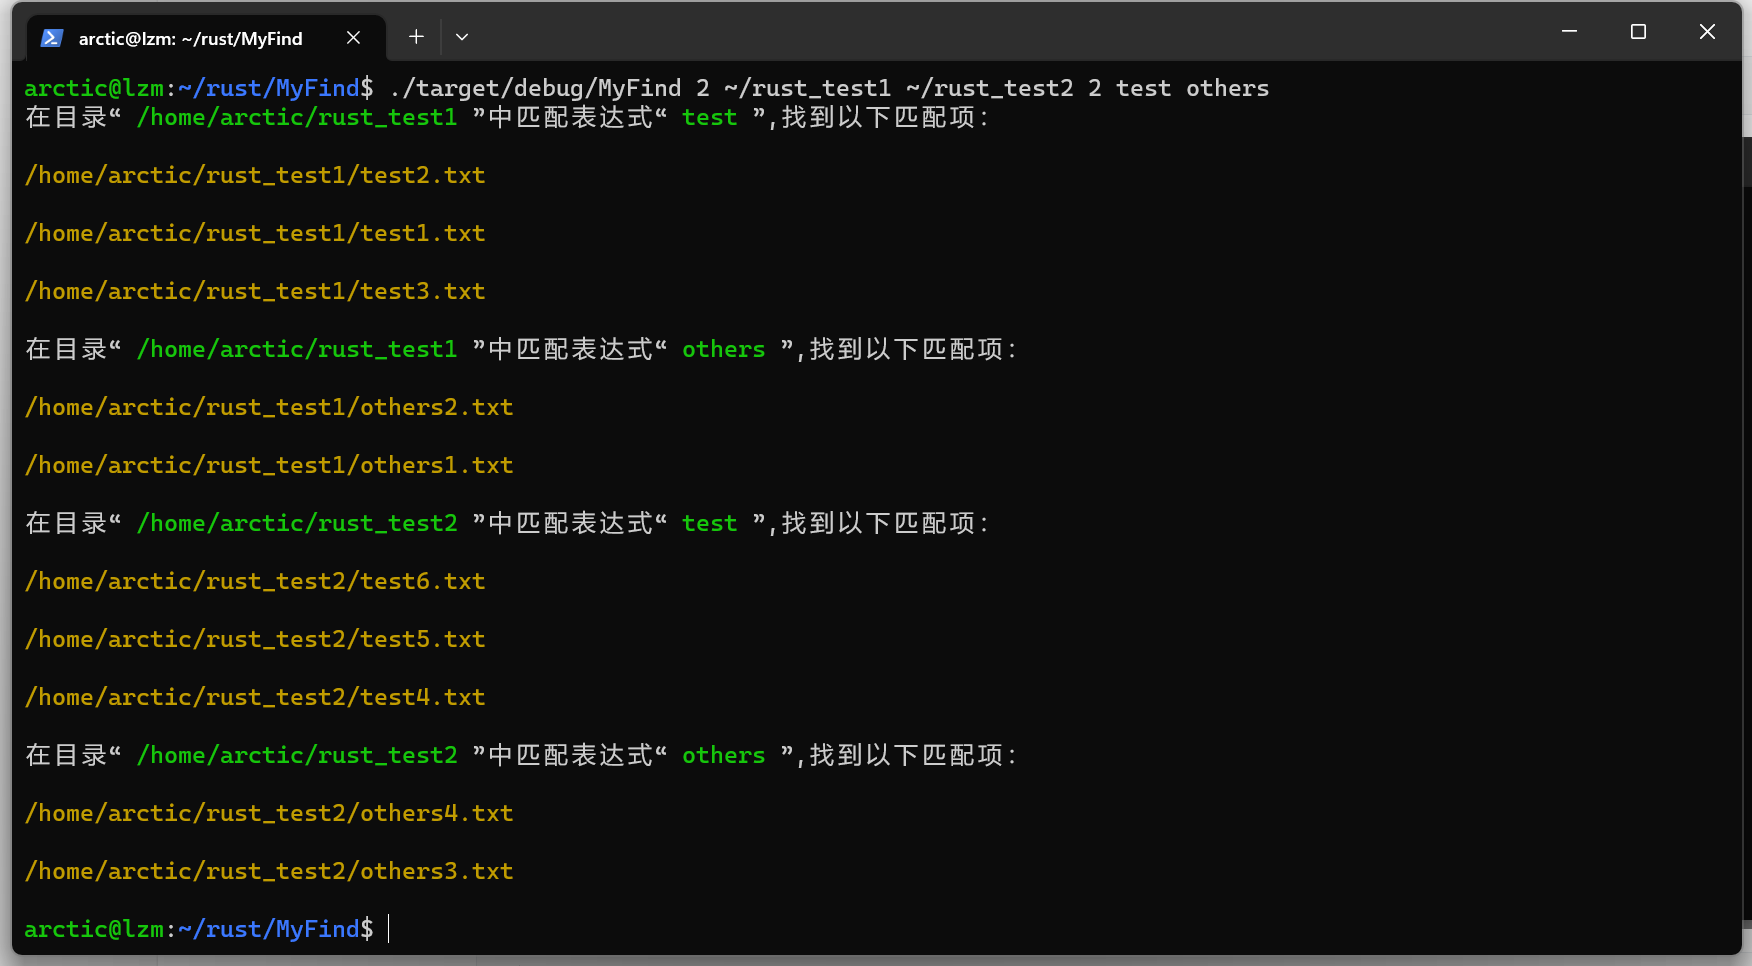 arctic@lzm: ~/rust/MyFind
arctic@lzm:~/rust/MyFind$ ./target/debug/MyFind 2 ~/rust_test1 ~/rust_test2 2 test others
在目录“ /home/arctic/rust_test1 ”中匹配表达式“ test ”,找到以下匹配项:
/home/arctic/rust_test1/test2.txt
/home/arctic/rust_test1/test1.txt
/home/arctic/rust_test1/test3.txt
在目录“ /home/arctic/rust_test1 ”中匹配表达式“ others ”,找到以下匹配项:
/home/arctic/rust_test1/others2.txt
/home/arctic/rust_test1/others1.txt
在目录“ /home/arctic/rust_test2 ”中匹配表达式“ test ”,找到以下匹配项:
/home/arctic/rust_test2/test6.txt
/home/arctic/rust_test2/test5.txt
/home/arctic/rust_test2/test4.txt
在目录“ /home/arctic/rust_test2 ”中匹配表达式“ others ”,找到以下匹配项:
/home/arctic/rust_test2/others4.txt
/home/arctic/rust_test2/others3.txt
arctic@lzm:~/rust/MyFind$